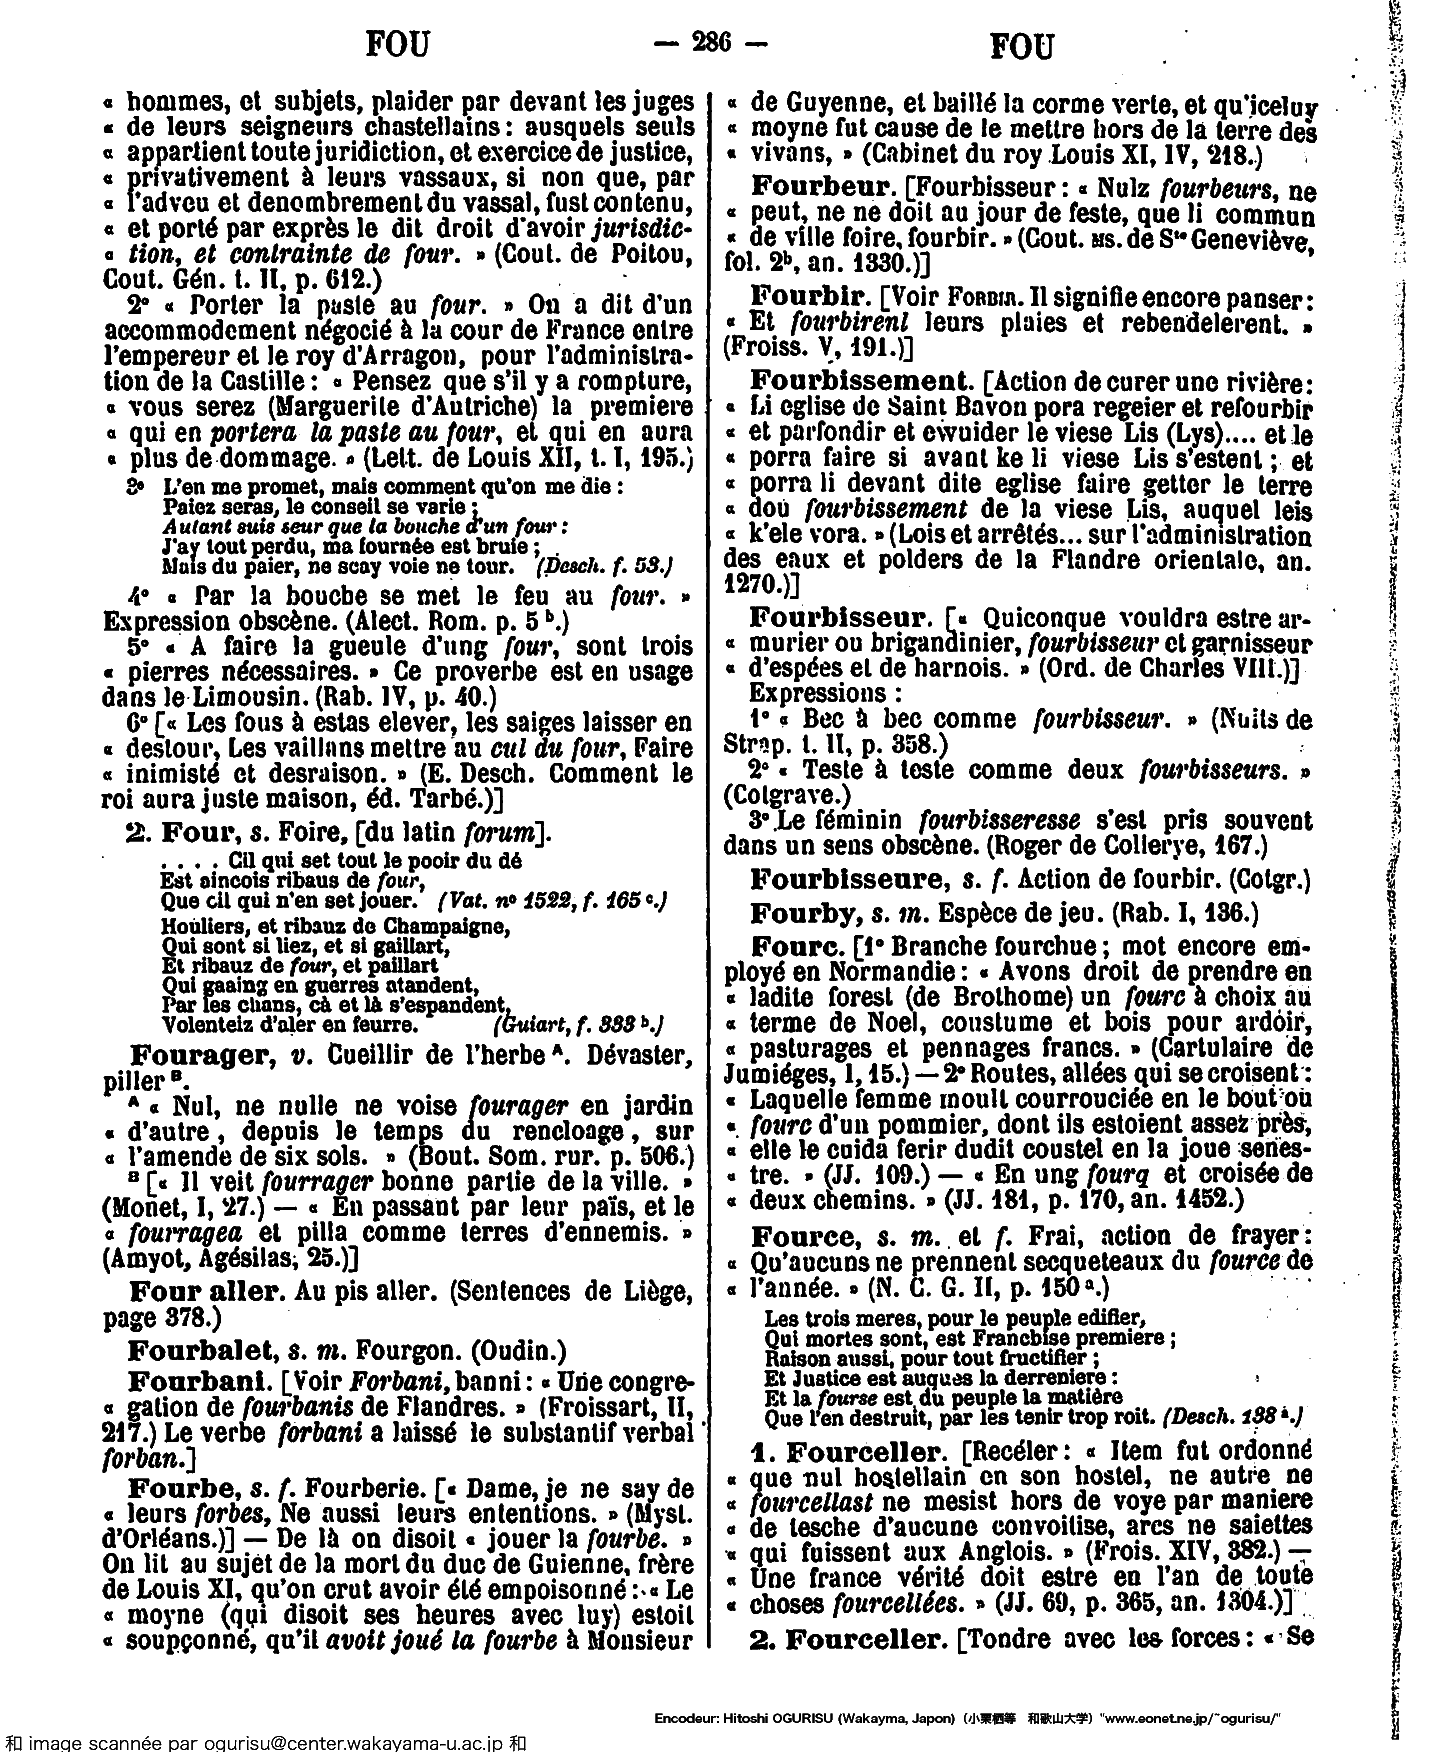 FOU
— 286 —
FOU
« hommes, et subjets, plaider par devant les juges
« de leurs seigneurs chastellains : ausquels seuls
« appartient toute juridiction, et exercice de justice,
« privativement à leurs vassaux, si non que, par
« l'adveu et denombrement du vassal, fust contenu,
« et porté par exprès le dit droit d'avoir jurisdic-
« tion, et contrainte de four. » (Cout. de Poitou,
Cout. Gén. t. II, p. 612.)
2° « Porter la paste au four. » On a dit d'un
accommodement négocié à la cour de France entre
l'empereur et le roy d'Arragon, pour l'administra-
tion de la Castille : « Pensez que s'il y a rompture,
« vous serez (Marguerite d'Autriche) la premiere
« qui en portera la paste au four, et qui en aura
« plus de dommage. » (Lett. de Louis XII, t. I, 195.)
3° L'en me promet, mais comment qu'on me die :
Paiez seras, le conseil se varie ;
Autant suis seur que la bouche d'un four :
J'ay tout perdu, ma fournée est bruie ;
Mais du paier, ne scay voie ne tour. (Desch. f. 53.)
4° « Par la bouche se met le feu au four. »
Expression obscène. (Alect. Rom. p. 5 b.)
5° « A faire la gueule d'ung four, sont trois
« pierres nécessaires. » Ce proverbe est en usage
dans le Limousin. (Rab. IV, p. 40.)
6° [« Les fous à estas elever, les saiges laisser en
« destour, Les vaillans mettre au cul du four, Faire
« inimisté et desraison. » (E. Desch. Comment le
roi aura juste maison, éd. Tarbé.)]
2. Four, s. Foire, [du latin forum].
. . . . Cil qui set tout le pooir du dé
Est aincois ribaus de four,
Que cil qui n'en set jouer. (Vat. n° 1522, f. 165 c.)
Houliers, et ribauz de Champaigne,
Qui sont si liez, et si gaillart,
Et ribauz de four, et paillart
Qui gaaing en guerres atandent,
Par les chans, cà et là s'espandent,
Volenteiz d'aler en feurre. (Guiart, f. 333 b.)
Fourager, v. Cueillir de l'herbe A. Dévaster,
piller B.
A « Nul, ne nulle ne voise fourager en jardin
« d'autre, depuis le temps du rencloage, sur
« l'amende de six sols. » (Bout. Som. rur. p. 506.)
B [« Il veit fourrager bonne partie de la ville. »
(Monet, I, 27.) — « En passant par leur païs, et le
« fourragea et pilla comme terres d'ennemis. »
(Amyot, Agésilas, 25.)]
Four aller. Au pis aller. (Sentences de Liège,
page 378.)
Fourbalet, s. m. Fourgon. (Oudin.)
Fourbani. [Voir Forbani, banni : « Une congre-
« gation de fourbanis de Flandres. » (Froissart, II,
217.) Le verbe forbani a laissé le substantif verbal
forban.]
Fourbe, s. f. Fourberie. [« Dame, je ne say de
« leurs forbes, Ne aussi leurs ententions. » (Myst.
d'Orléans.)] — De là on disoit « jouer la fourbe. »
On lit au sujet de la mort du duc de Guienne, frère
de Louis XI, qu'on crut avoir été empoisonné : « Le
« moyne (qui disoit ses heures avec luy) estoit
« soupçonné, qu'il avoit joué la fourbe à Monsieur
« de Guyenne, et baillé la corme verte, et qu'iceluy
« moyne fut cause de le mettre hors de la terre des
« vivans, » (Cabinet du roy Louis XI, IV, 218.)
Fourbeur. [Fourbisseur : « Nulz fourbeurs, ne
« peut, ne ne doit au jour de feste, que li commun
« de ville foire, fourbir. » (Cout. ms. de Ste Geneviève,
fol. 2b, an. 1330.)]
Fourbir. [Voir Forbir. Il signifie encore panser :
« Et fourbirent leurs plaies et rebendelerent. »
(Froiss. V, 191.)]
Fourbissement. [Action de curer une rivière :
« Li eglise de Saint Bavon pora regeier et refourbir
« et parfondir et ewuider le viese Lis (Lys).... et le
« porra faire si avant ke li viese Lis s'estent ; et
« porra li devant dite eglise faire getter le terre
« dou fourbissement de la viese Lis, auquel leis
« k'ele vora. » (Lois et arrêtés... sur l'administration
des eaux et polders de la Flandre orientale, an.
1270.)]
Fourbisseur. [« Quiconque vouldra estre ar-
« murier ou brigandinier, fourbisseur et garnisseur
« d'espées et de harnois. » (Ord. de Charles VIII.)]
Expressions :
1° « Bec à bec comme fourbisseur. » (Nuits de
Strap. t. II, p. 358.)
2° « Teste à teste comme deux fourbisseurs. »
(Cotgrave.)
3° Le féminin fourbisseresse s'est pris souvent
dans un sens obscène. (Roger de Collerye, 167.)
Fourbisseure, s. f. Action de fourbir. (Cotgr.)
Fourby, s. m. Espèce de jeu. (Rab. I, 136.)
Fourc. [1° Branche fourchue ; mot encore em-
ployé en Normandie : « Avons droit de prendre en
« ladite forest (de Brothome) un fourc à choix au
« terme de Noel, coustume et bois pour ardoir,
« pasturages et pennages francs. » (Cartulaire de
Jumiéges, I, 15.) — 2° Routes, allées qui se croisent :
« Laquelle femme moult courrouciée en le bout ou
« fourc d'un pommier, dont ils estoient assez près,
« elle le cuida ferir dudit coustel en la joue senes-
« tre. » (JJ. 109.) — « En ung fourq et croisée de
« deux chemins. » (JJ. 181, p. 170, an. 1452.)
Fource, s. m. et f. Frai, action de frayer :
« Qu'aucuns ne prennent secqueteaux du fource de
« l'année. » (N. C. G. II, p. 150 a.)
Les trois meres, pour le peuple edifier,
Qui mortes sont, est Franchise premiere ;
Raison aussi, pour tout fructifier ;
Et Justice est auques la derreniere :
Et la fourse est du peuple la matière
Que l'en destruit, par les tenir trop roit. (Desch. 138 a.)
1. Fourceller. [Recéler : « Item fut ordonné
« que nul hostellain en son hostel, ne autre ne
« fourcellast ne mesist hors de voye par maniere
« de tesche d'aucune convoitise, arcs ne saiettes
« qui fuissent aux Anglois. » (Frois. XIV, 382.) —
« Une france vérité doit estre en l'an de toute
« choses fourcellées. » (JJ. 69, p. 365, an. 1304.)]
2. Fourceller. [Tondre avec les forces : « Se
Encodeur: Hitoshi OGURISU (Wakayma, Japon) (小栗栖等 和歌山大学) "www.eonet.ne.jp/~ogurisu/"
和 image scannée par ogurisu@center.wakayama-u.ac.jp 和